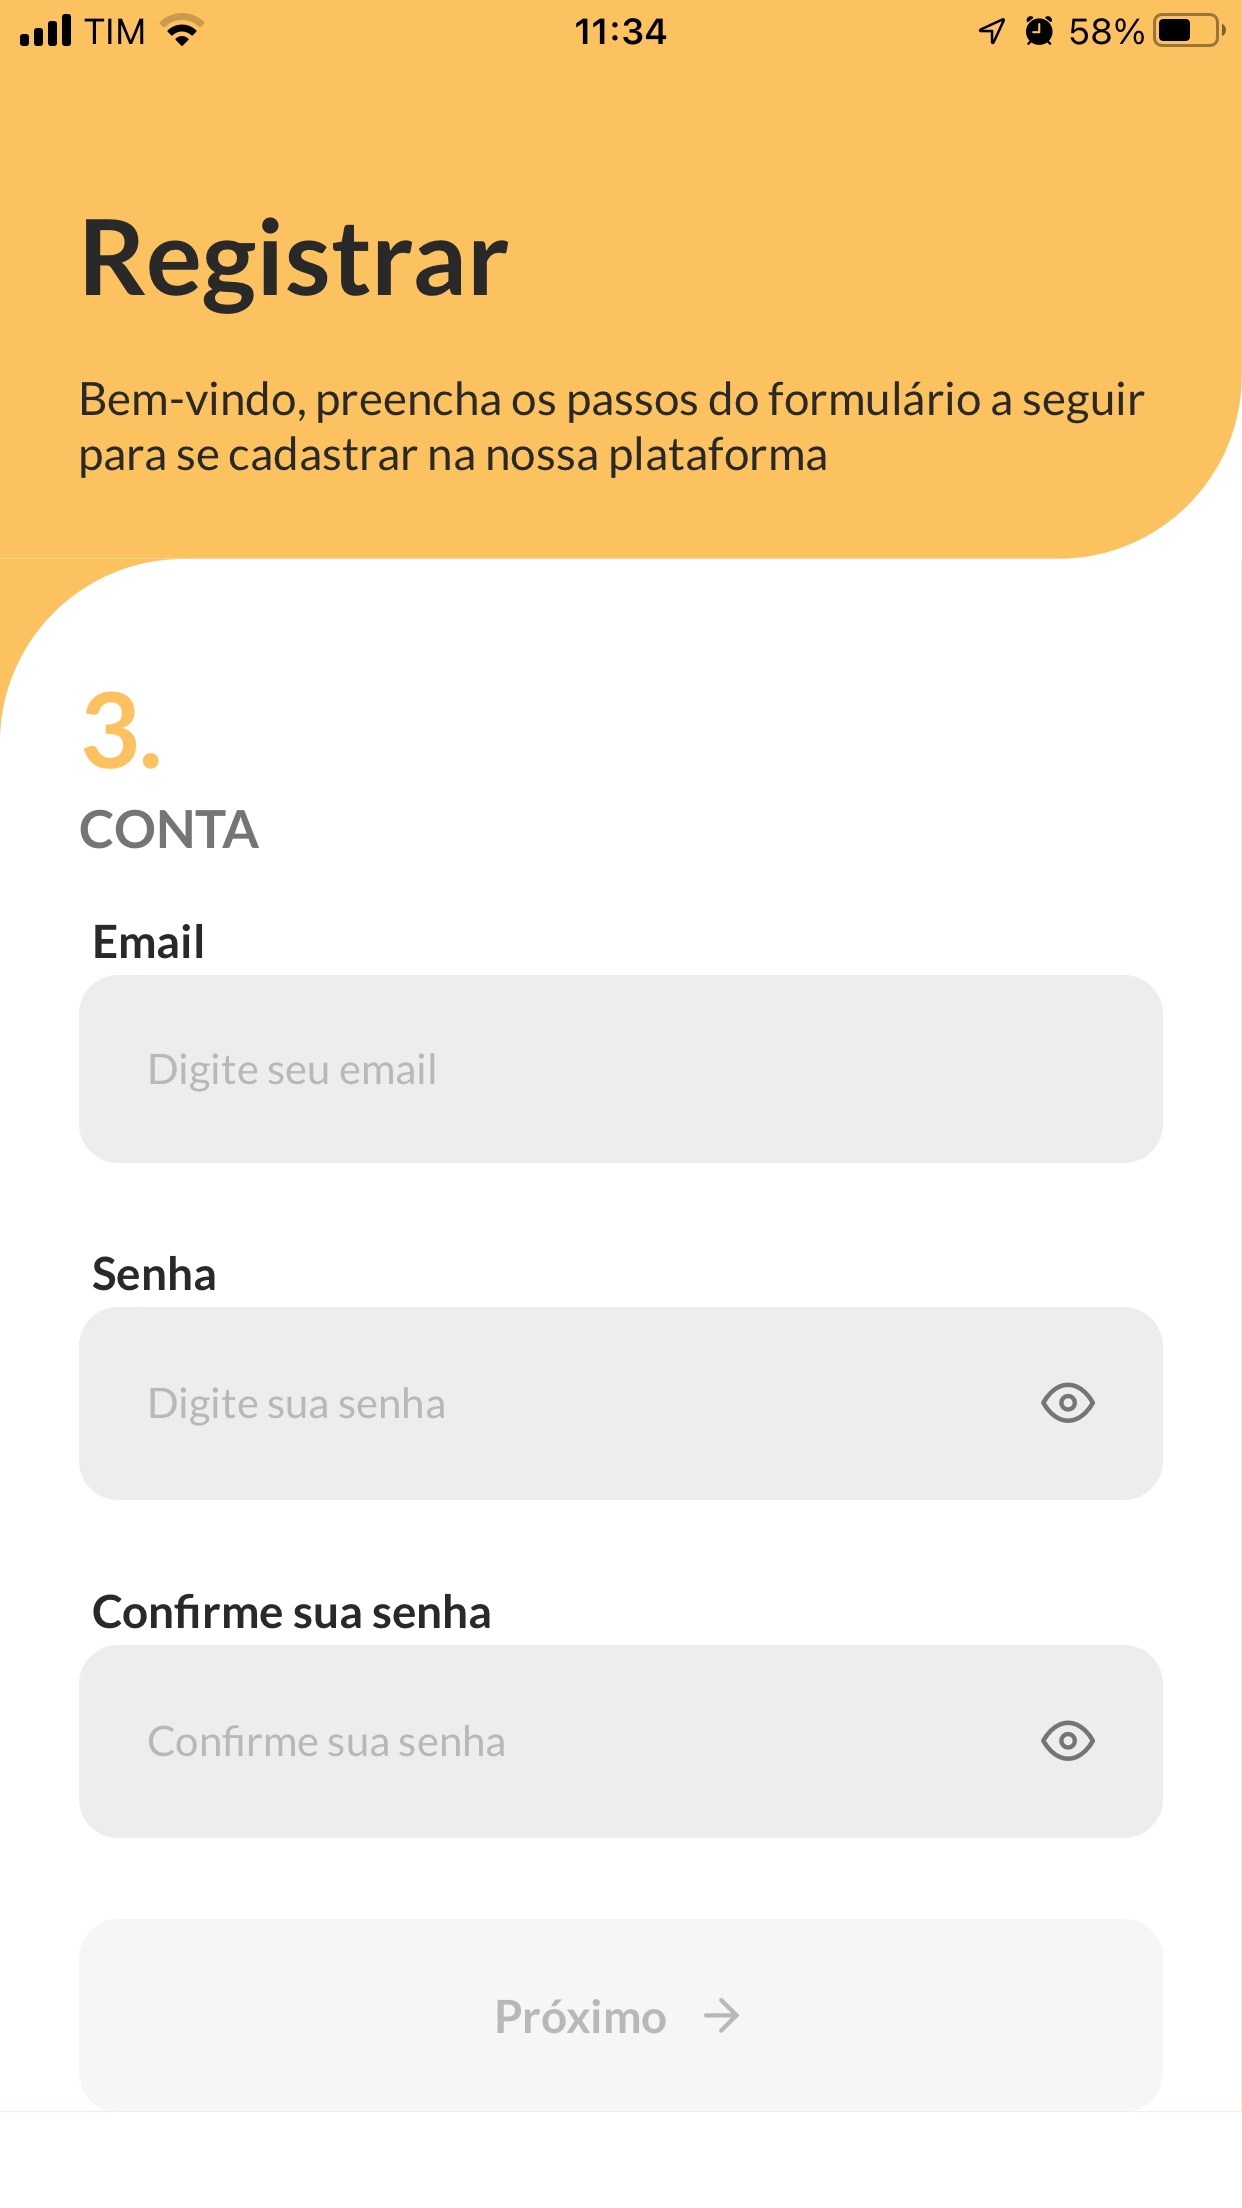 TIM 11:34 58%
Registrar
Bem-vindo, preencha os passos do formulário a seguir
para se cadastrar na nossa plataforma
3.
CONTA
Email
Digite seu email
Senha
Digite sua senha
Confirme sua senha
Confirme sua senha
Próximo →